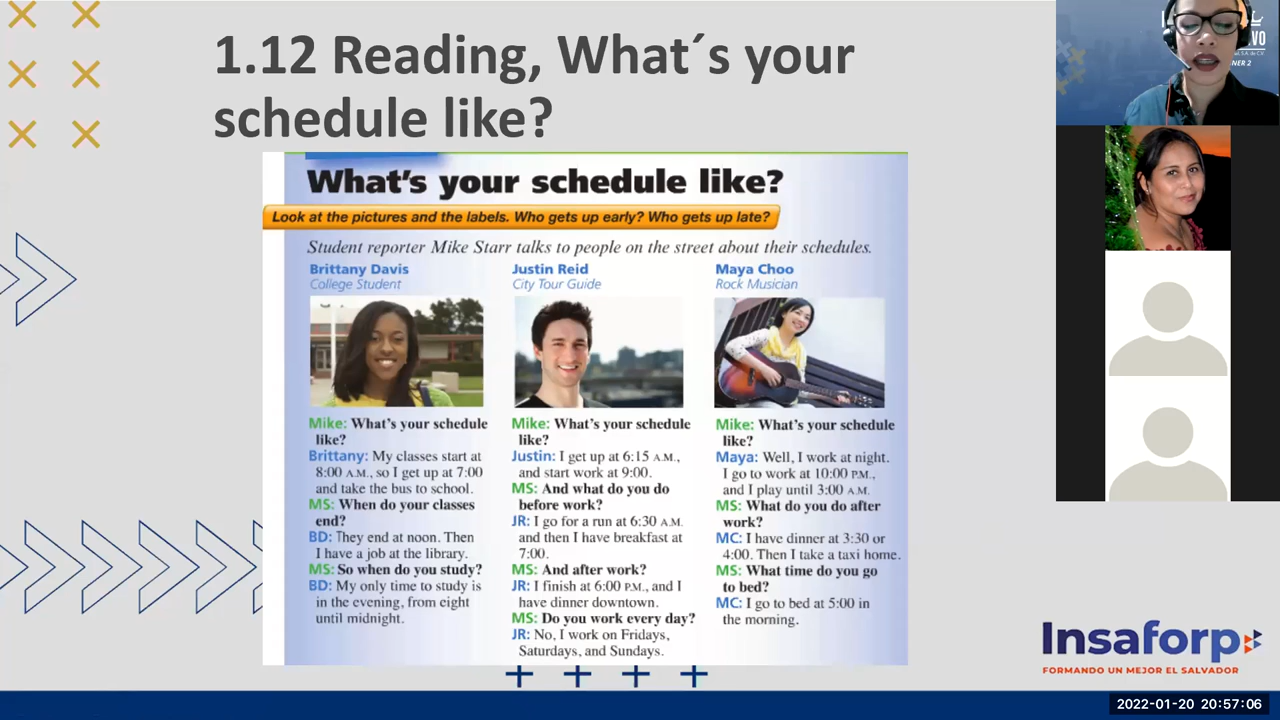 1.12 Reading, What´s your
schedule like?
What's your schedule like?
Look at the pictures and the labels. Who gets up early? Who gets up late?
Student reporter Mike Starr talks to people on the street about their schedules.
Brittany Davis
College Student
Mike: What's your schedule
like?
Brittany: My classes start at
8:00 A.M., so I get up at 7:00
and take the bus to school.
MS: When do your classes
end?
BD: They end at noon. Then
I have a job at the library.
MS: So when do you study?
BD: My only time to study is
in the evening, from eight
until midnight.
Justin Reid
City Tour Guide
Mike: What's your schedule
like?
Justin: I get up at 6:15 A.M.,
and start work at 9:00.
MS: And what do you do
before work?
JR: I go for a run at 6:30 A.M.
and then I have breakfast at
7:00.
MS: And after work?
JR: I finish at 6:00 P.M., and I
have dinner downtown.
MS: Do you work every day?
JR: No, I work on Fridays,
Saturdays, and Sundays.
Maya Choo
Rock Musician
Mike: What's your schedule
like?
Maya: Well, I work at night.
I go to work at 10:00 P.M.,
and I play until 3:00 A.M.
MS: What do you do after
work?
MC: I have dinner at 3:30 or
4:00. Then I take a taxi home.
MS: What time do you go
to bed?
MC: I go to bed at 5:00 in
the morning.
Insaforp
FORMANDO UN MEJOR EL SALVADOR
2022-01-20 20:57:06